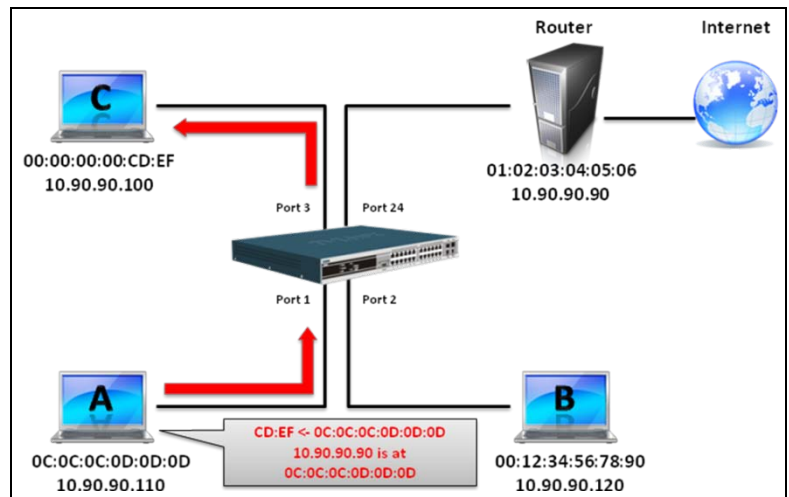 Router
Internet
C
00:00:00:00:CD:EF
10.90.90.100
01:02:03:04:05:06
10.90.90.90
Port 3
Port 24
Port 1
Port 2
A
B
CD:EF <- 0C:0C:0C:0D:0D:0D
10.90.90.90 is at
0C:0C:0C:0D:0D:0D
0C:0C:0C:0D:0D:0D
10.90.90.110
00:12:34:56:78:90
10.90.90.120